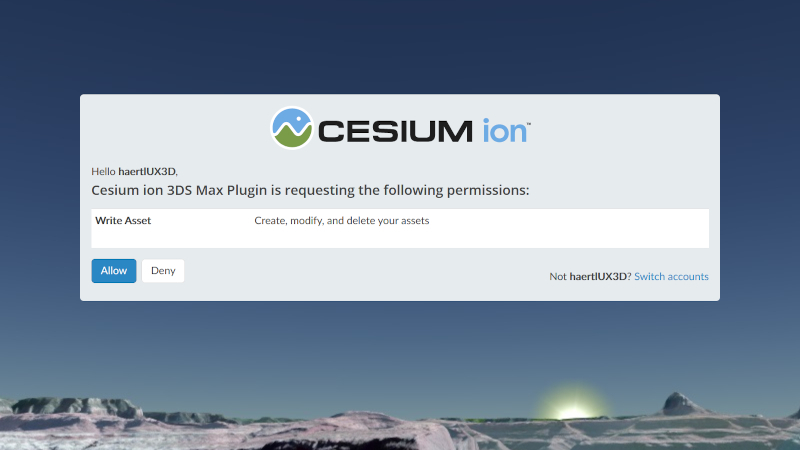 CESIUM ion™
Hello haertlUX3D,
Cesium ion 3DS Max Plugin is requesting the following permissions:
Write Asset Create, modify, and delete your assets
Allow Deny
Not haertlUX3D? Switch accounts